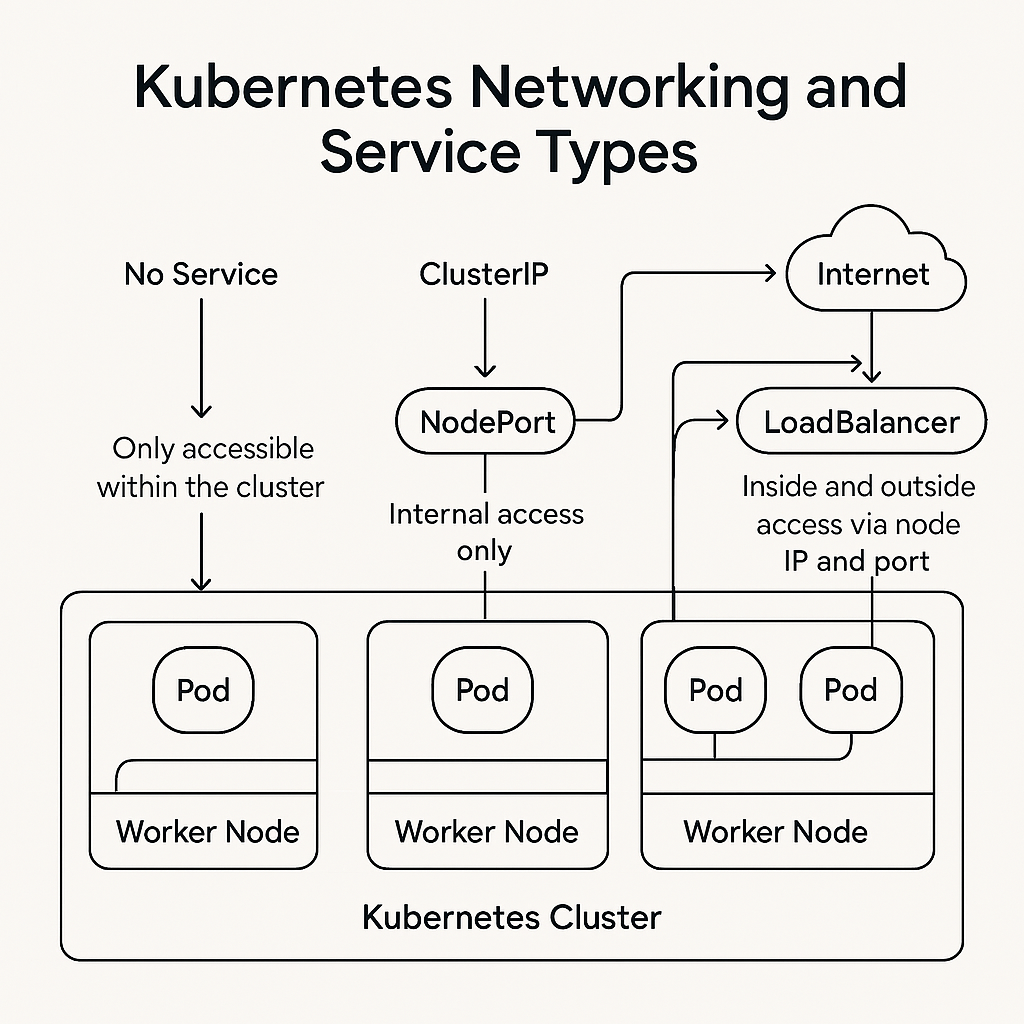 Kubernetes Networking and
Service Types
No Service
ClusterIP
Internet
NodePort
LoadBalancer
Only accessible
within the cluster
Internal access
only
Inside and outside
access via node
IP and port
Pod
Pod
Pod
Pod
Worker Node
Worker Node
Worker Node
Kubernetes Cluster